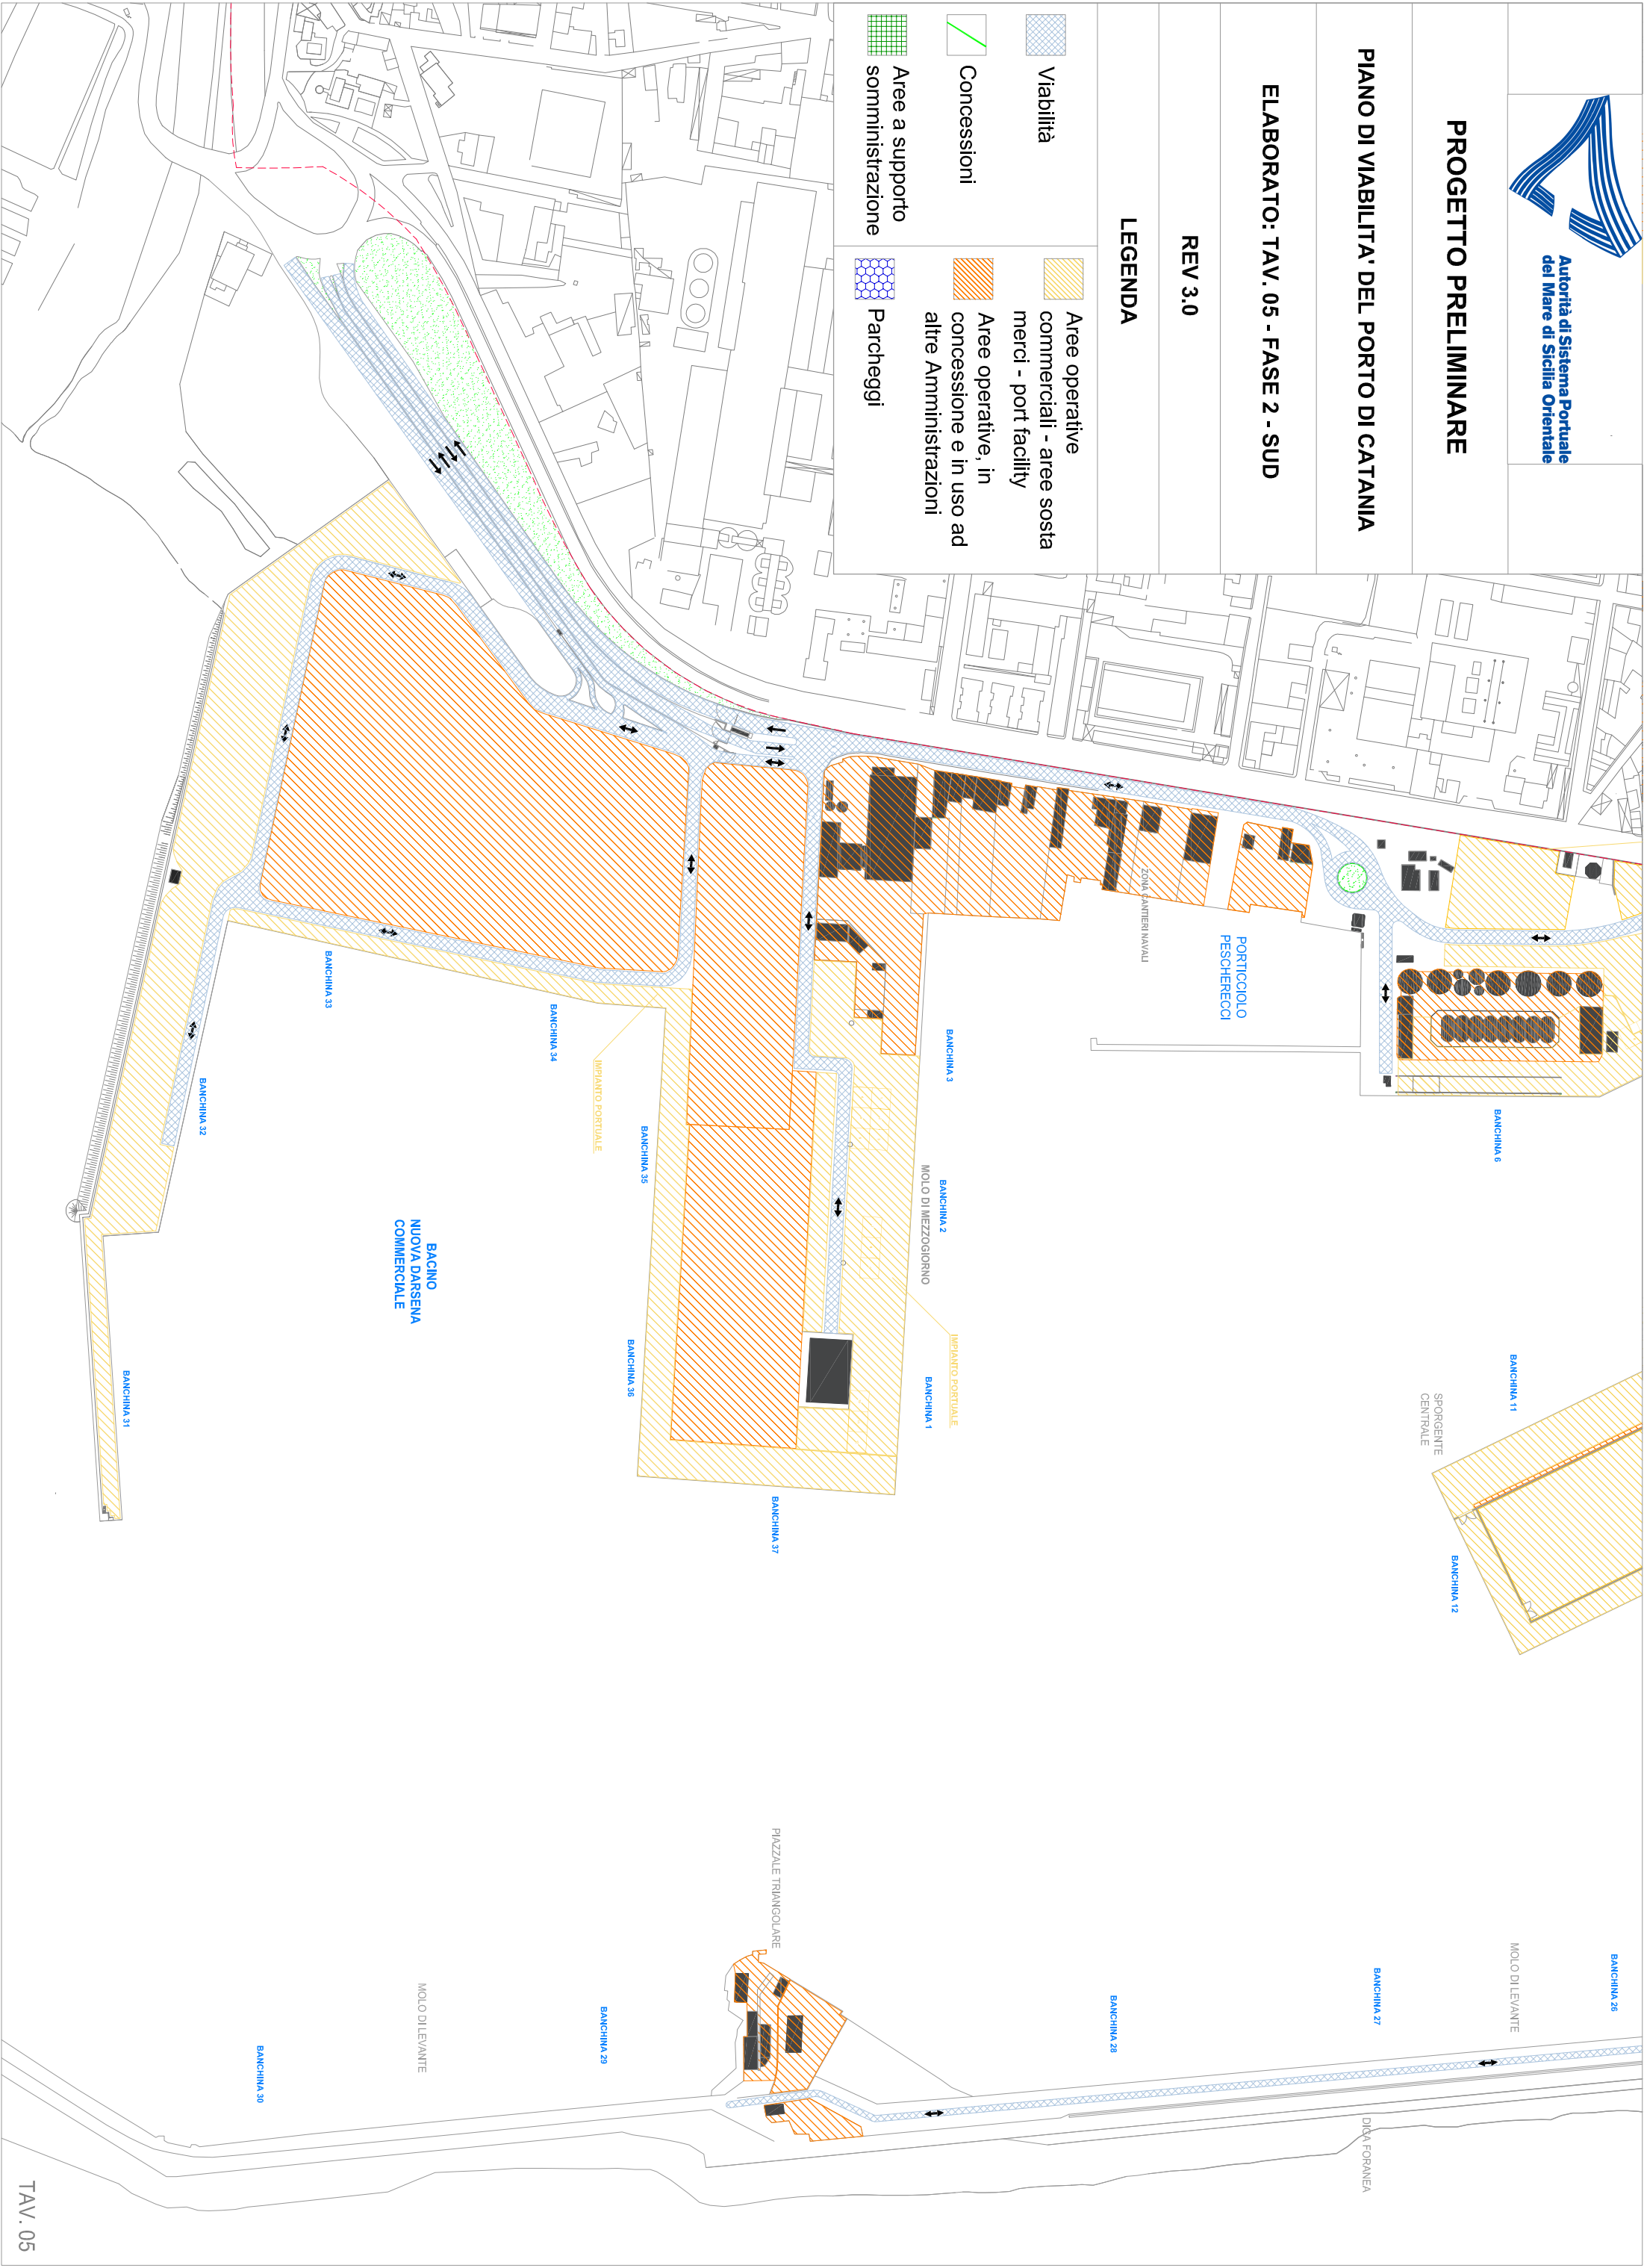 Autorità di Sistema Portuale
del Mare di Sicilia Orientale
PROGETTO PRELIMINARE
PIANO DI VIABILITA' DEL PORTO DI CATANIA
ELABORATO: TAV. 05 - FASE 2 - SUD
REV 3.0
LEGENDA
Viabilità
Concessioni
Aree a supporto
somministrazione
Aree operative
commerciali - aree sosta
merci - port facility
Aree operative, in
concessione e in uso ad
altre Amministrazioni
Parcheggi
ZONA CANTIERI NAVALI
PORTICCIOLO
PESCHERECCI
BANCHINA 6
BANCHINA 3
MOLO DI MEZZOGIORNO
BANCHINA 2
IMPIANTO PORTUALE
BANCHINA 1
BANCHINA 11
SPORGENTE
CENTRALE
BANCHINA 12
BANCHINA 33
BANCHINA 34
IMPIANTO PORTUALE
BANCHINA 32
BANCHINA 35
BACINO
NUOVA DARSENA
COMMERCIALE
BANCHINA 36
BANCHINA 31
BANCHINA 37
PIAZZALE TRIANGOLARE
BANCHINA 26
MOLO DI LEVANTE
BANCHINA 27
BANCHINA 28
BANCHINA 29
MOLO DI LEVANTE
BANCHINA 30
DIGA FORANEA
TAV. 05